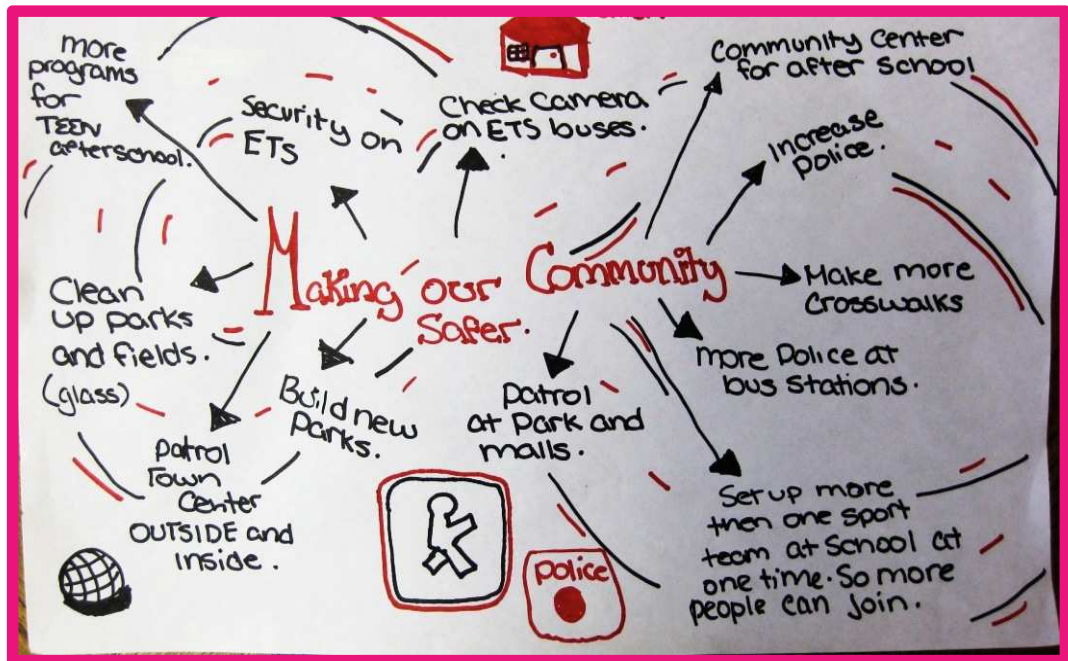 Making our Community
Safer.
more
programs
for
TEEN
afterschool.
Security on
ETS
Check Camera
on ETS buses.
Community Center
for after School
Increase
Police.
Make more
Crosswalks
more Police at
bus Stations.
Set up more
then one sport
team at School at
one time. So more
people can join.
Patrol
at Park and
malls.
Build new
Parks.
Patrol
Town
Center
OUTSIDE and
Inside.
Clean
up parks
and fields.
(glass)
Police